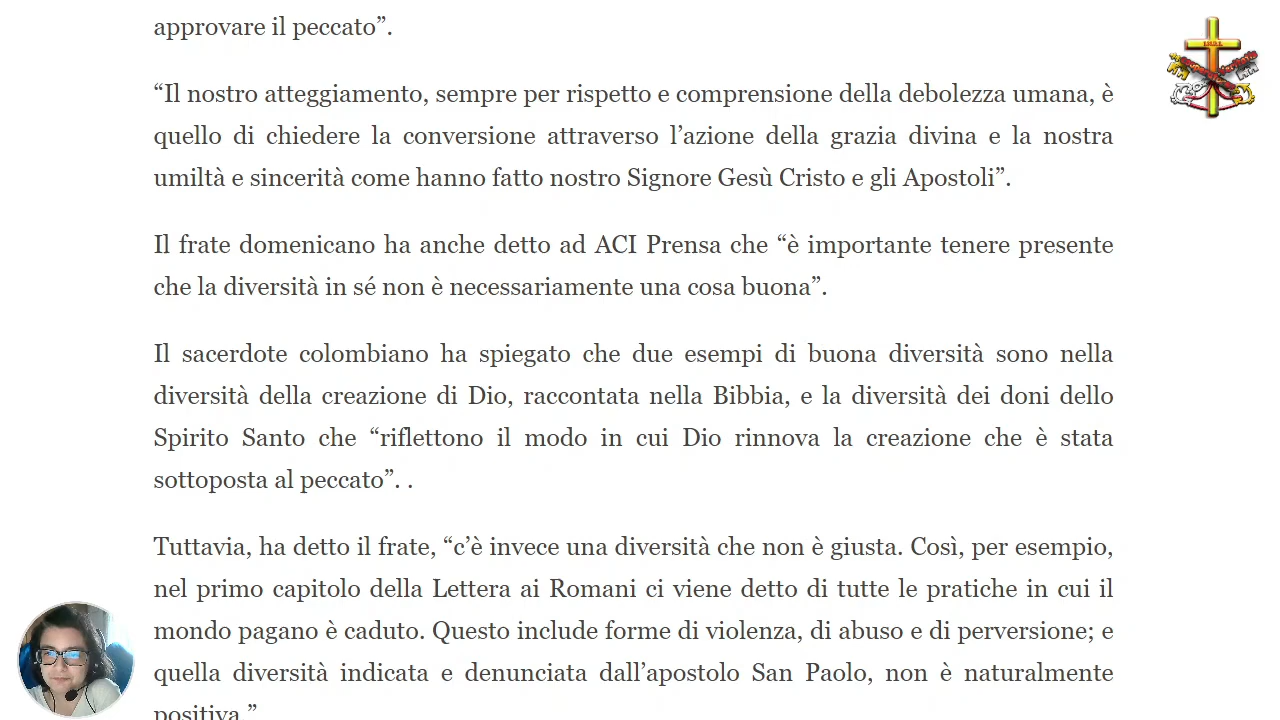 approvare il peccato”.
“Il nostro atteggiamento, sempre per rispetto e comprensione della debolezza umana, è
quello di chiedere la conversione attraverso l’azione della grazia divina e la nostra
umiltà e sincerità come hanno fatto nostro Signore Gesù Cristo e gli Apostoli”.
Il frate domenicano ha anche detto ad ACI Prensa che “è importante tenere presente
che la diversità in sé non è necessariamente una cosa buona”.
Il sacerdote colombiano ha spiegato che due esempi di buona diversità sono nella
diversità della creazione di Dio, raccontata nella Bibbia, e la diversità dei doni dello
Spirito Santo che “riflettono il modo in cui Dio rinnova la creazione che è stata
sottoposta al peccato”. .
Tuttavia, ha detto il frate, “c’è invece una diversità che non è giusta. Così, per esempio,
nel primo capitolo della Lettera ai Romani ci viene detto di tutte le pratiche in cui il
mondo pagano è caduto. Questo include forme di violenza, di abuso e di perversione; e
quella diversità indicata e denunciata dall’apostolo San Paolo, non è naturalmente
positiva.”